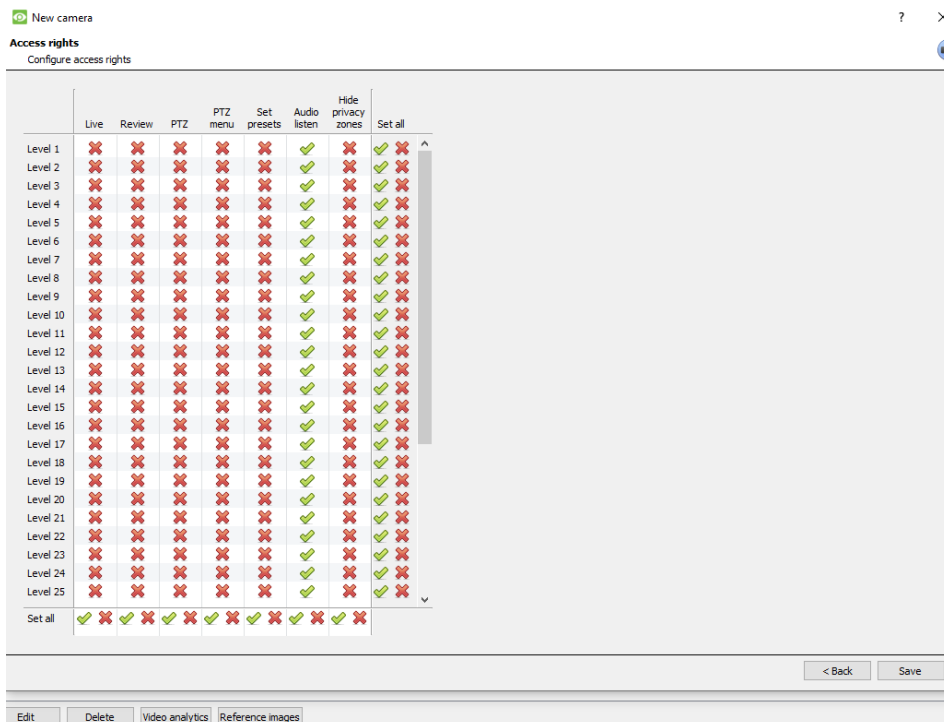 New camera
?
Access rights
Configure access rights
Live Review PTZ PTZ menu Set presets Audio listen Hide privacy zones Set all
Level 1
Level 2
Level 3
Level 4
Level 5
Level 6
Level 7
Level 8
Level 9
Level 10
Level 11
Level 12
Level 13
Level 14
Level 15
Level 16
Level 17
Level 18
Level 19
Level 20
Level 21
Level 22
Level 23
Level 24
Level 25
Set all
< Back Save
Edit Delete Video analytics Reference images